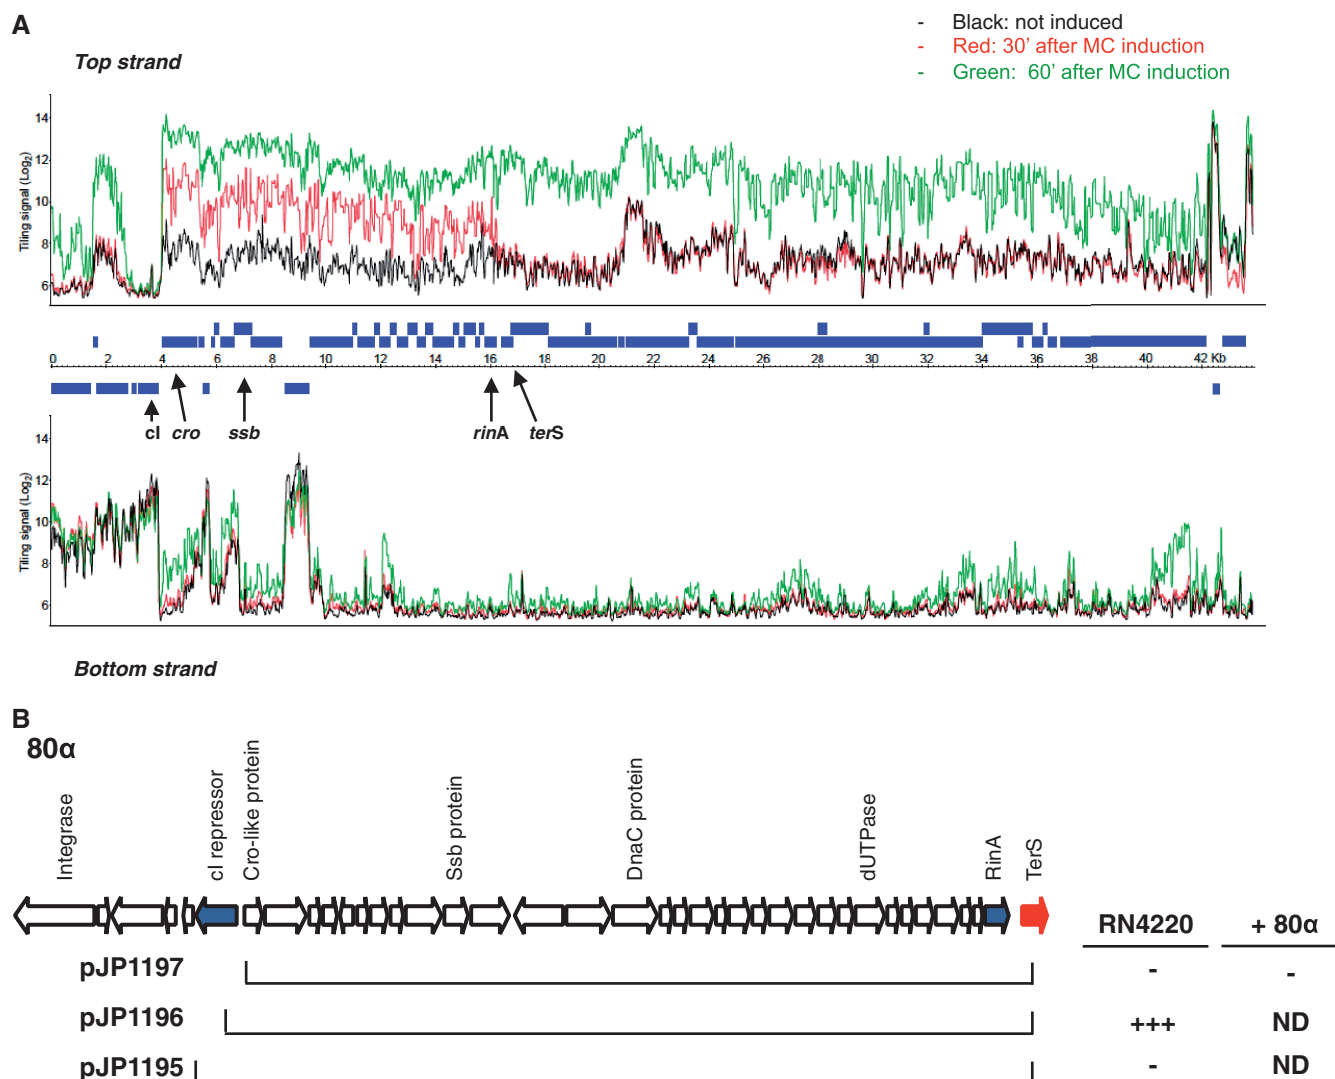 A
- Black: not induced
- Red: 30' after MC induction
- Green: 60' after MC induction
Top strand
Tiling signal (Log2)
14
12
10
8
6
0 2 4 6 8 10 12 14 16 18 20 22 24 26 28 30 32 34 36 38 40 42 Kb
cI cro ssb rinA terS
Tiling signal (Log2)
14
12
10
8
6
Bottom strand
B
80α
Integrase
cI repressor
Cro-like protein
Ssb protein
DnaC protein
dUTPase
RinA
TerS
RN4220 + 80α
pJP1197 - -
pJP1196 +++ ND
pJP1195 - ND